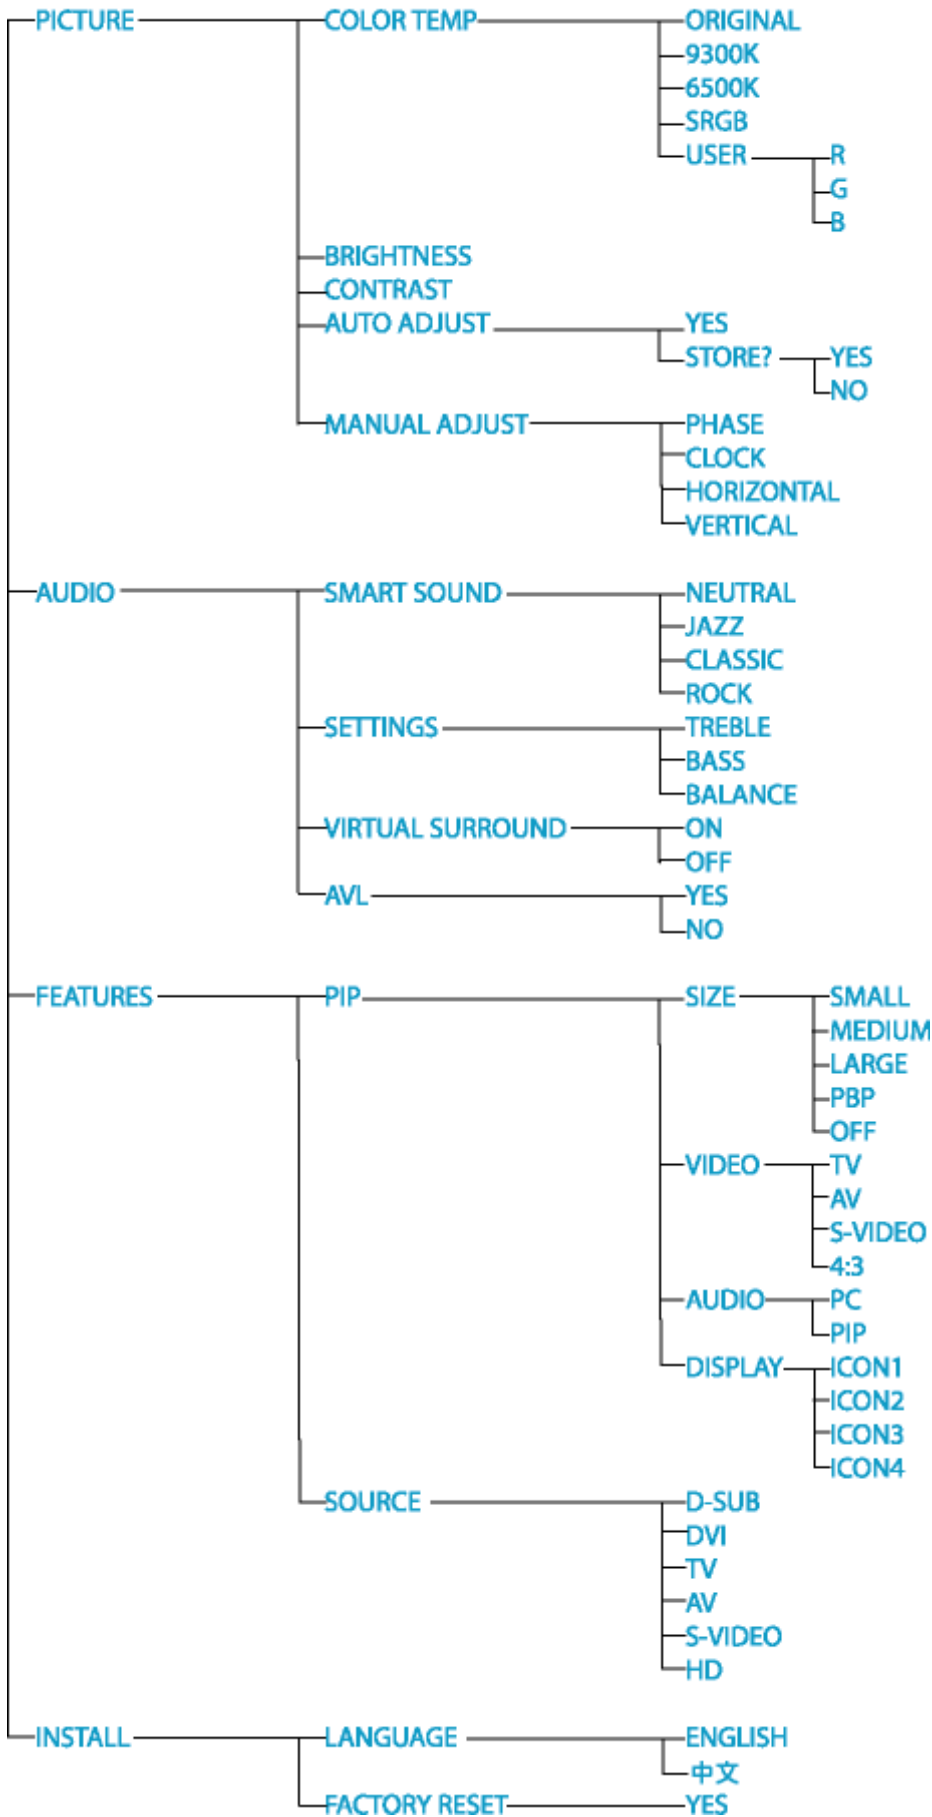 PICTURE COLOR TEMP ORIGINAL
9300K
6500K
SRGB
USER R
G
B
BRIGHTNESS
CONTRAST
AUTO ADJUST YES
STORE? YES
NO
MANUAL ADJUST PHASE
CLOCK
HORIZONTAL
VERTICAL
AUDIO SMART SOUND NEUTRAL
JAZZ
CLASSIC
ROCK
SETTINGS TREBLE
BASS
BALANCE
VIRTUAL SURROUND ON
OFF
AVL YES
NO
FEATURES PIP SIZE SMALL
MEDIUM
LARGE
PBP
OFF
VIDEO TV
AV
S-VIDEO
4:3
AUDIO PC
PIP
DISPLAY ICON1
ICON2
ICON3
ICON4
SOURCE D-SUB
DVI
TV
AV
S-VIDEO
HD
INSTALL LANGUAGE ENGLISH
中文
FACTORY RESET YES